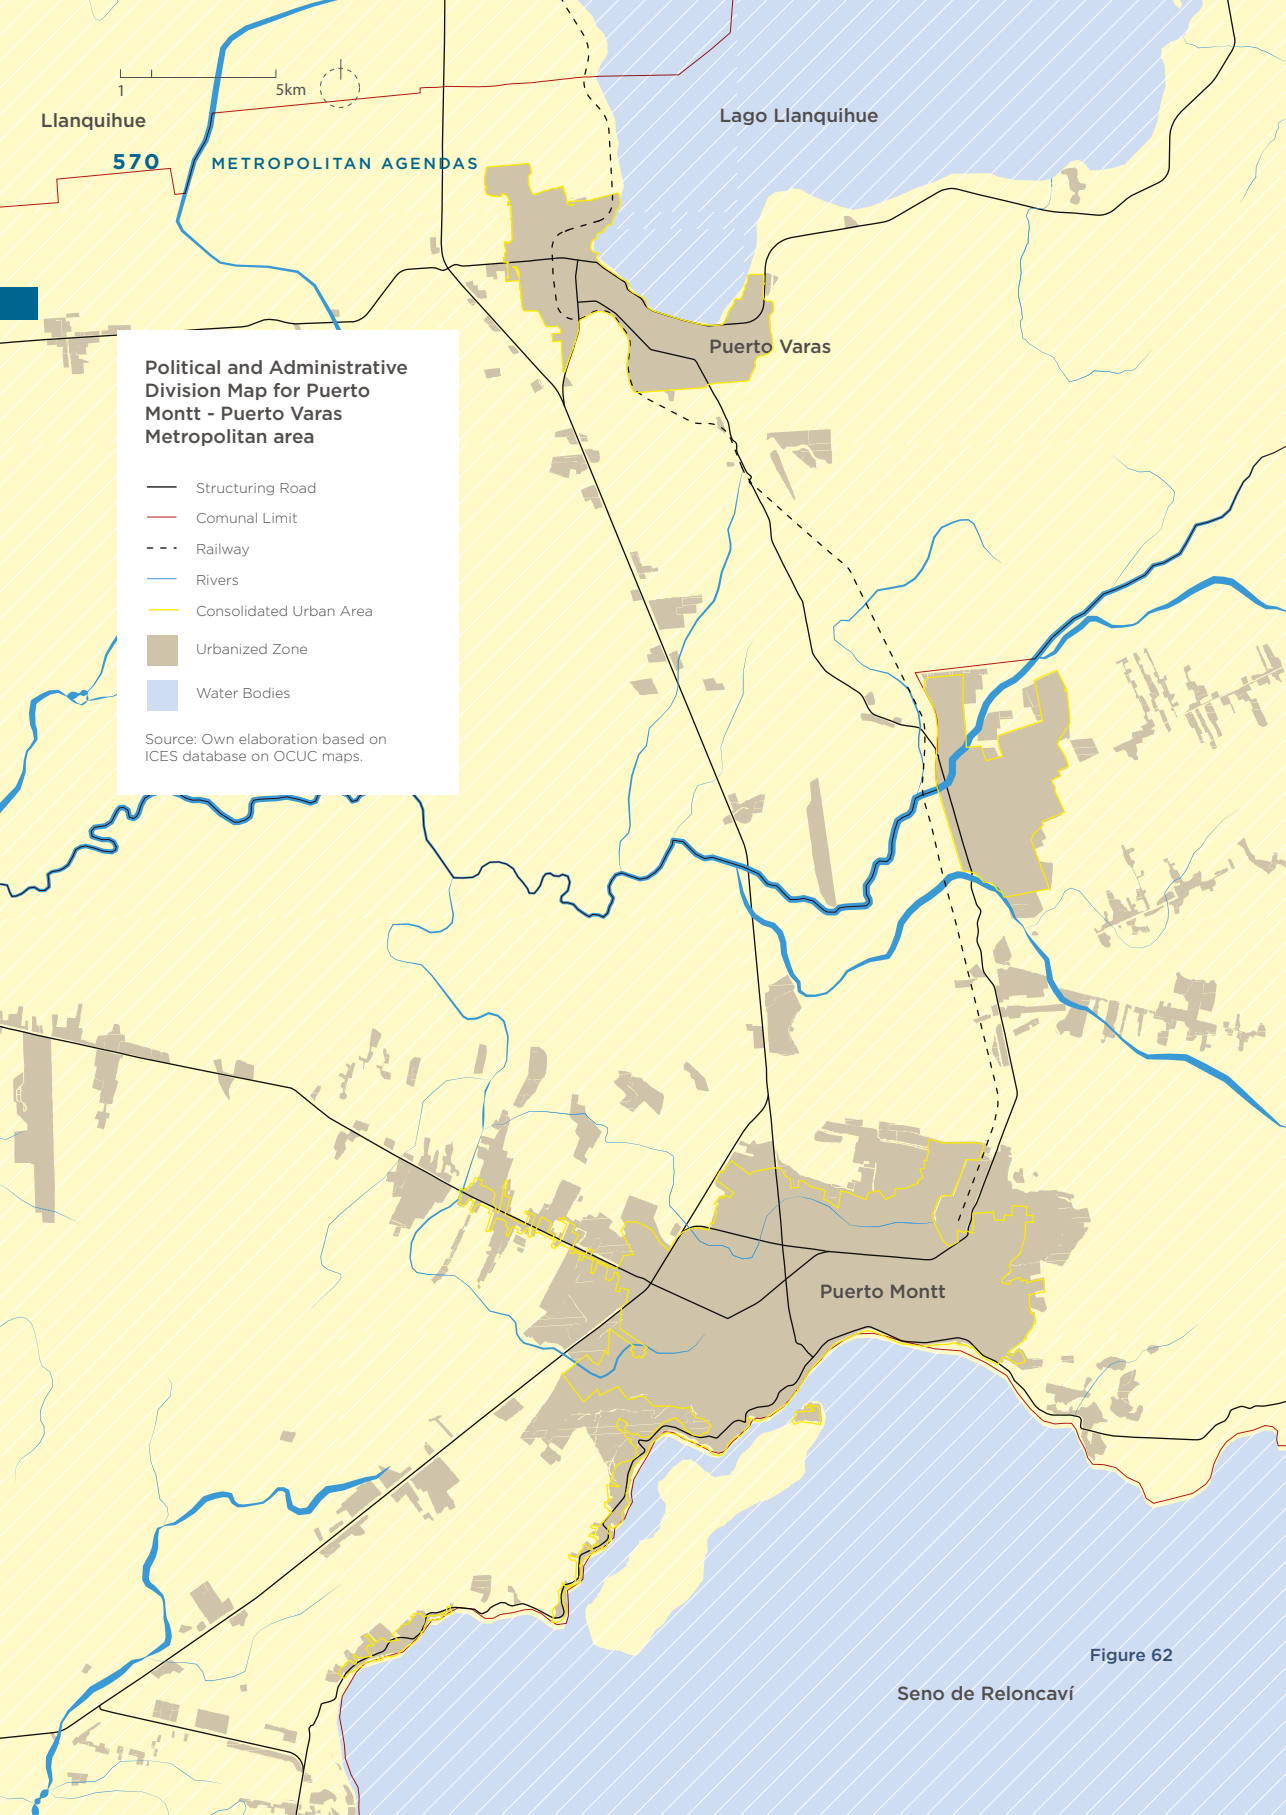 1 5km
Llanquihue
Lago Llanquihue
570 METROPOLITAN AGENDAS
Puerto Varas
Political and Administrative
Division Map for Puerto
Montt - Puerto Varas
Metropolitan area
Structuring Road
Comunal Limit
Railway
Rivers
Consolidated Urban Area
Urbanized Zone
Water Bodies
Source: Own elaboration based on
ICES database on OCUC maps.
Puerto Montt
Figure 62
Seno de Reloncaví